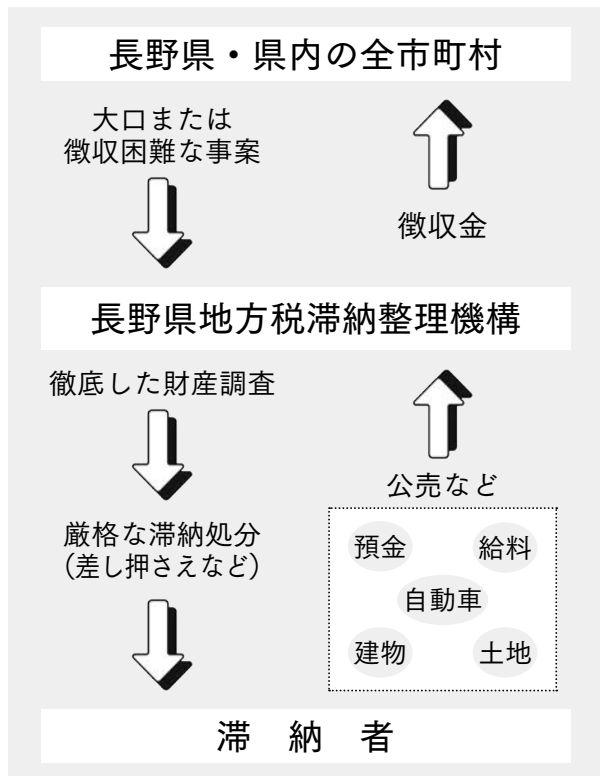 長野県・県内の全市町村
大口または
徴収困難な事案
徴収金
長野県地方税滞納整理機構
徹底した財産調査
厳格な滞納処分
(差し押さえなど)
公売など
預金
給料
自動車
建物
土地
滞納者